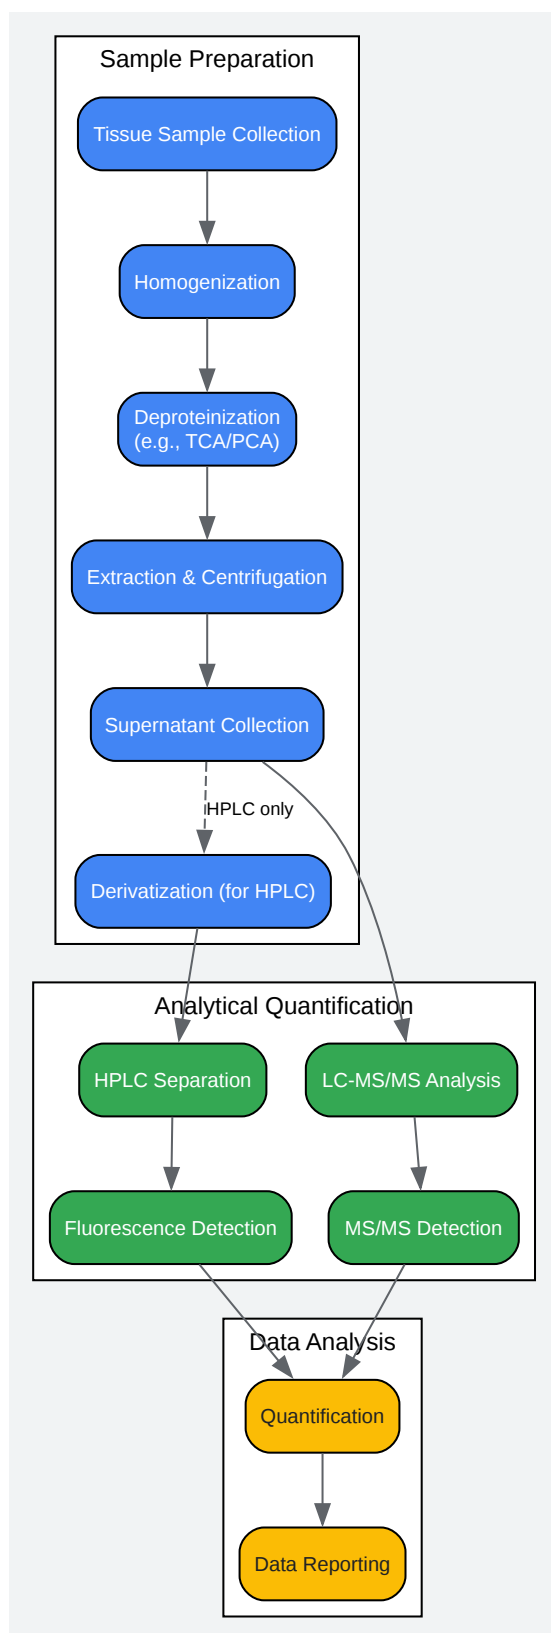 Sample Preparation
Tissue Sample Collection
Homogenization
Deproteinization
(e.g., TCA/PCA)
Extraction & Centrifugation
Supernatant Collection
HPLC only
Derivatization (for HPLC)
Analytical Quantification
HPLC Separation
LC-MS/MS Analysis
Fluorescence Detection
MS/MS Detection
Data Analysis
Quantification
Data Reporting